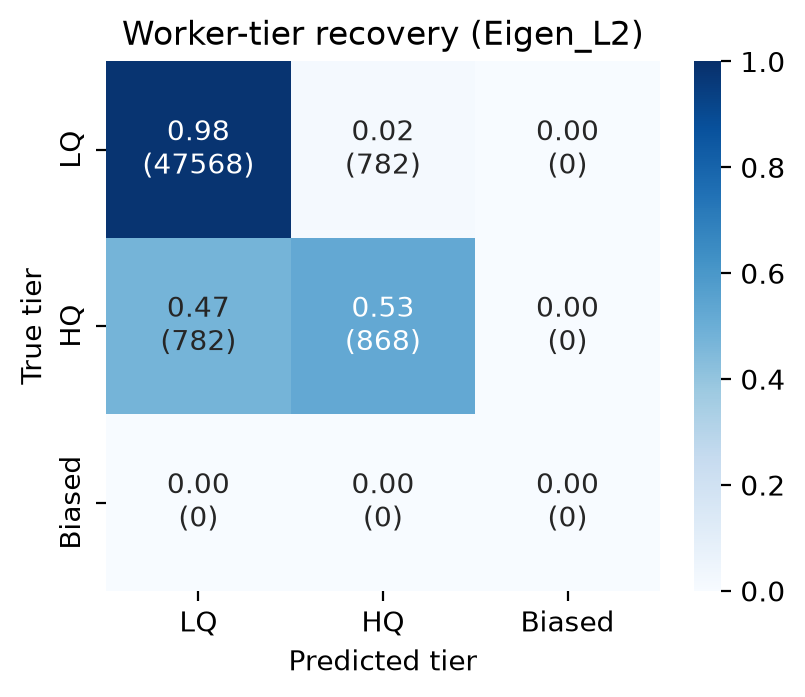 Worker-tier recovery (Eigen_L2)
True tier
LQ
0.98
(47568)
0.02
(782)
0.00
(0)
HQ
0.47
(782)
0.53
(868)
0.00
(0)
Biased
0.00
(0)
0.00
(0)
0.00
(0)
LQ
HQ
Biased
Predicted tier
1.0
0.8
0.6
0.4
0.2
0.0